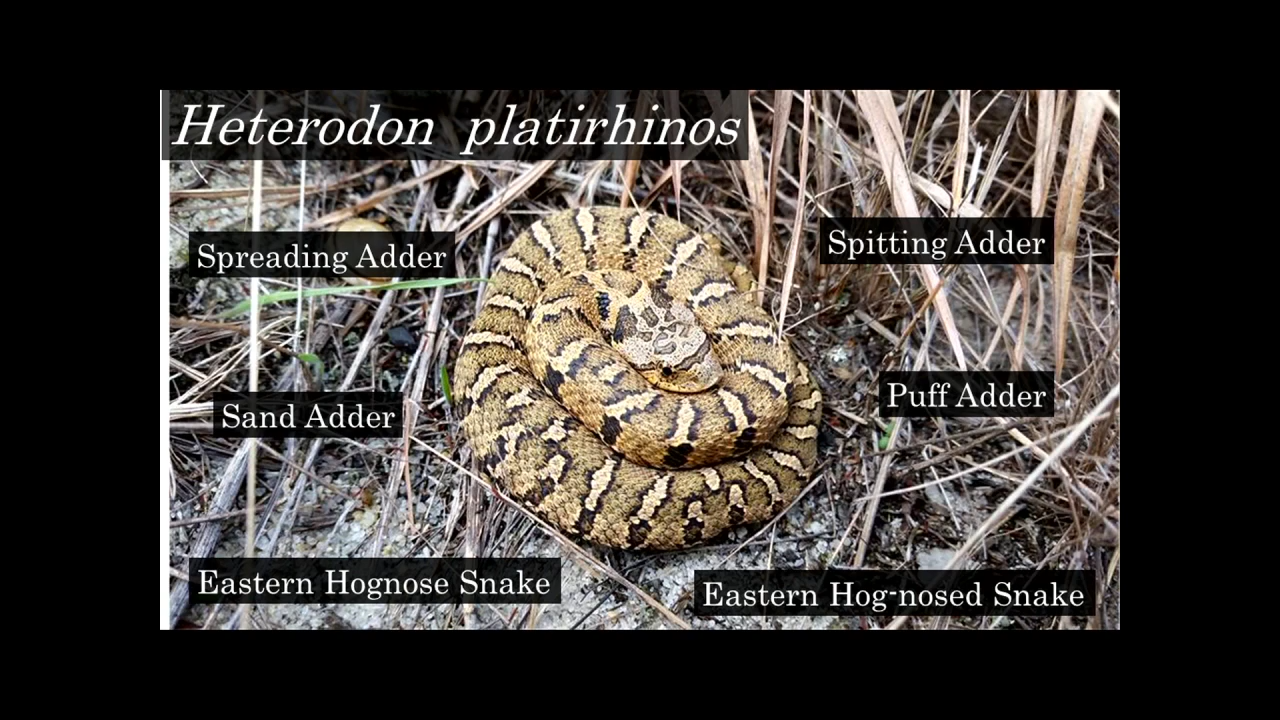 Heterodon platirhinos
Spreading Adder
Spitting Adder
Sand Adder
Puff Adder
Eastern Hognose Snake
Eastern Hog-nosed Snake